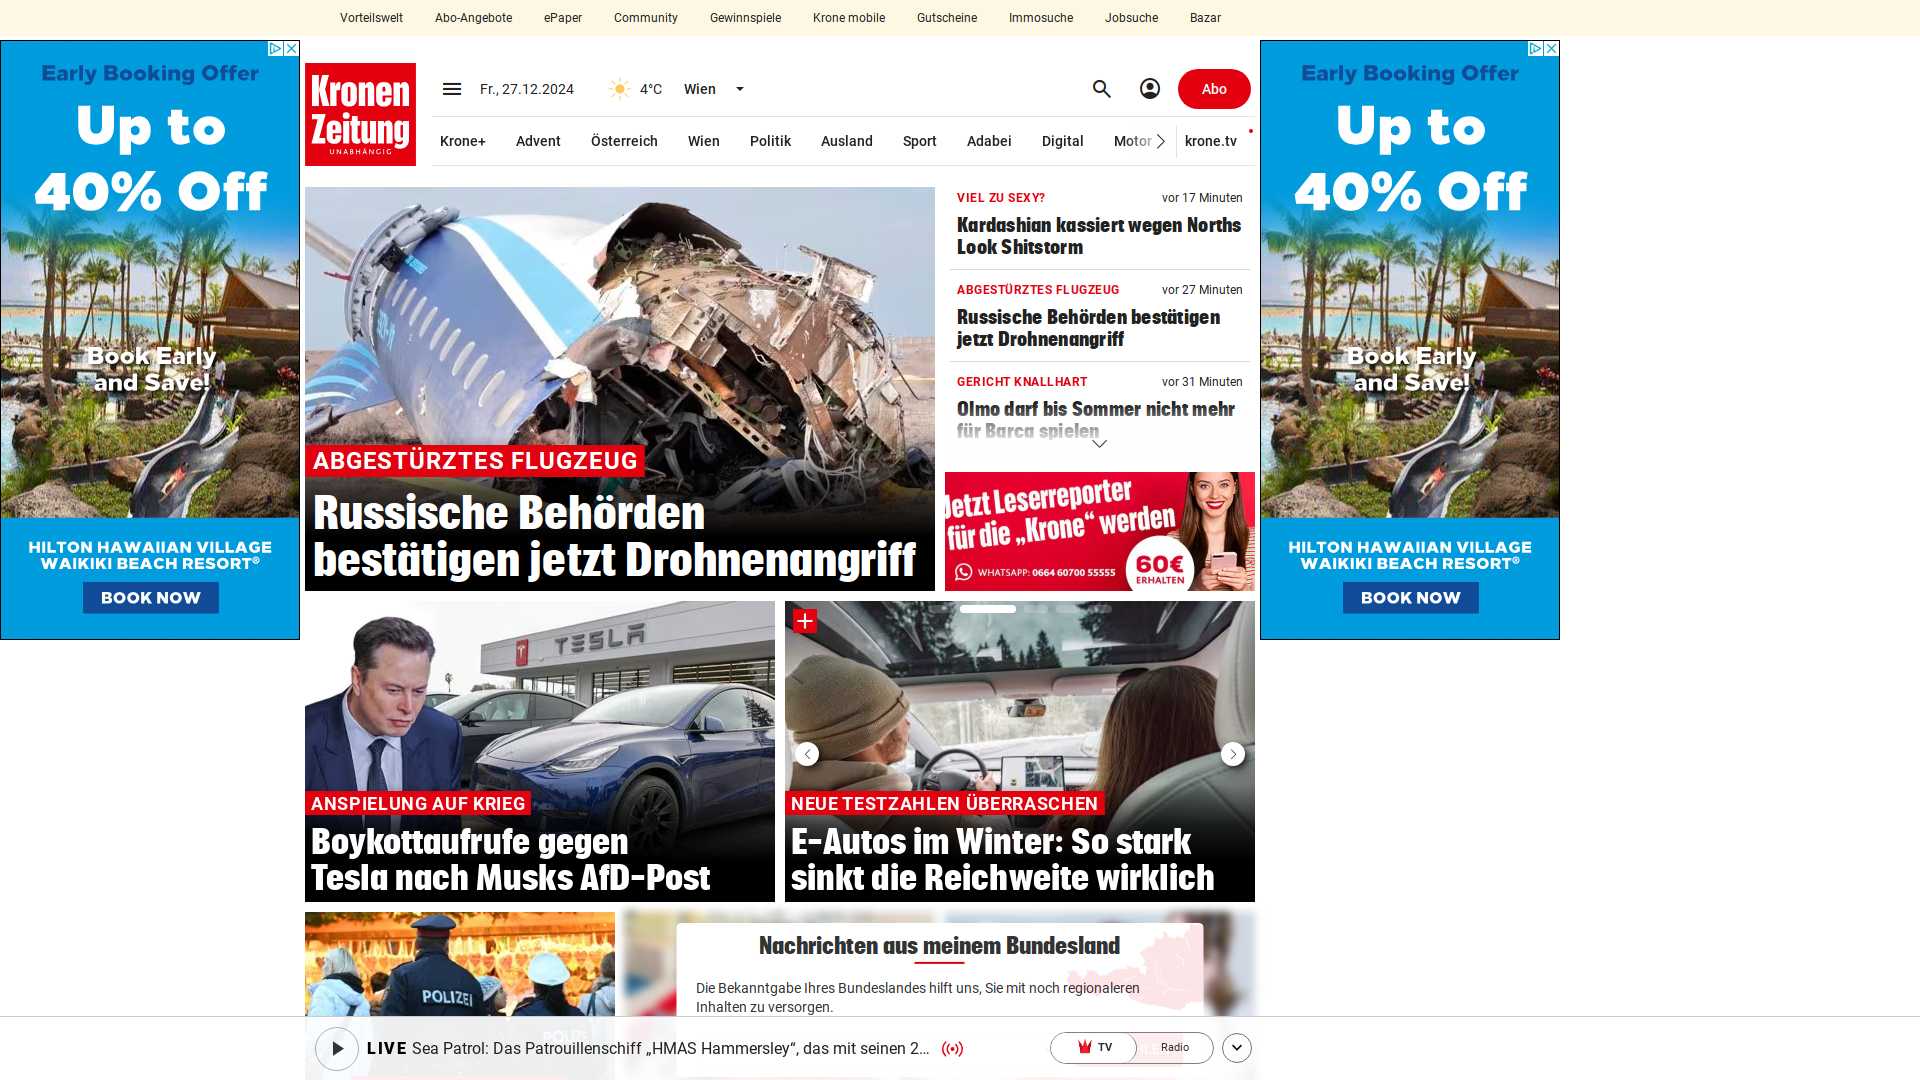 Vorteilswelt
Abo-Angebote
ePaper
Community
Gewinnspiele
Krone mobile
Gutscheine
Immosuche
Jobsuche
Bazar
Early Booking Offer
Up to
40% Off
Book Early
and Save!
HILTON HAWAIIAN VILLAGE
WAIKIKI BEACH RESORT®
BOOK NOW
Kronen
Zeitung
UNABHÄNGIG
Fr., 27.12.2024
4°C
Wien
Abo
Krone+
Advent
Österreich
Wien
Politik
Ausland
Sport
Adabei
Digital
Motor
krone.tv
ABGESTÜRZTES FLUGZEUG
Russische Behörden
bestätigen jetzt Drohnenangriff
VIEL ZU SEXY?
vor 17 Minuten
Kardashian kassiert wegen Norths
Look Shitstorm
ABGESTÜRZTES FLUGZEUG
vor 27 Minuten
Russische Behörden bestätigen
jetzt Drohnenangriff
GERICHT KNALLHART
vor 31 Minuten
Olmo darf bis Sommer nicht mehr
für Barca spielen
Jetzt Leserreporter
für die „Krone“ werden
WHATSAPP: 0664 60700 55555
60€
ERHALTEN
Early Booking Offer
Up to
40% Off
Book Early
and Save!
HILTON HAWAIIAN VILLAGE
WAIKIKI BEACH RESORT®
BOOK NOW
TESLA
ANSPIELUNG AUF KRIEG
Boykottaufrufe gegen
Tesla nach Musks AfD-Post
NEUE TESTZAHLEN ÜBERRASCHEN
E-Autos im Winter: So stark
sinkt die Reichweite wirklich
POLIZEI
Nachrichten aus meinem Bundesland
Die Bekanntgabe Ihres Bundeslandes hilft uns, Sie mit noch regionaleren
Inhalten zu versorgen.
LIVE Sea Patrol: Das Patrouillenschiff „HMAS Hammersley“, das mit seinen 2...
TV
Radio